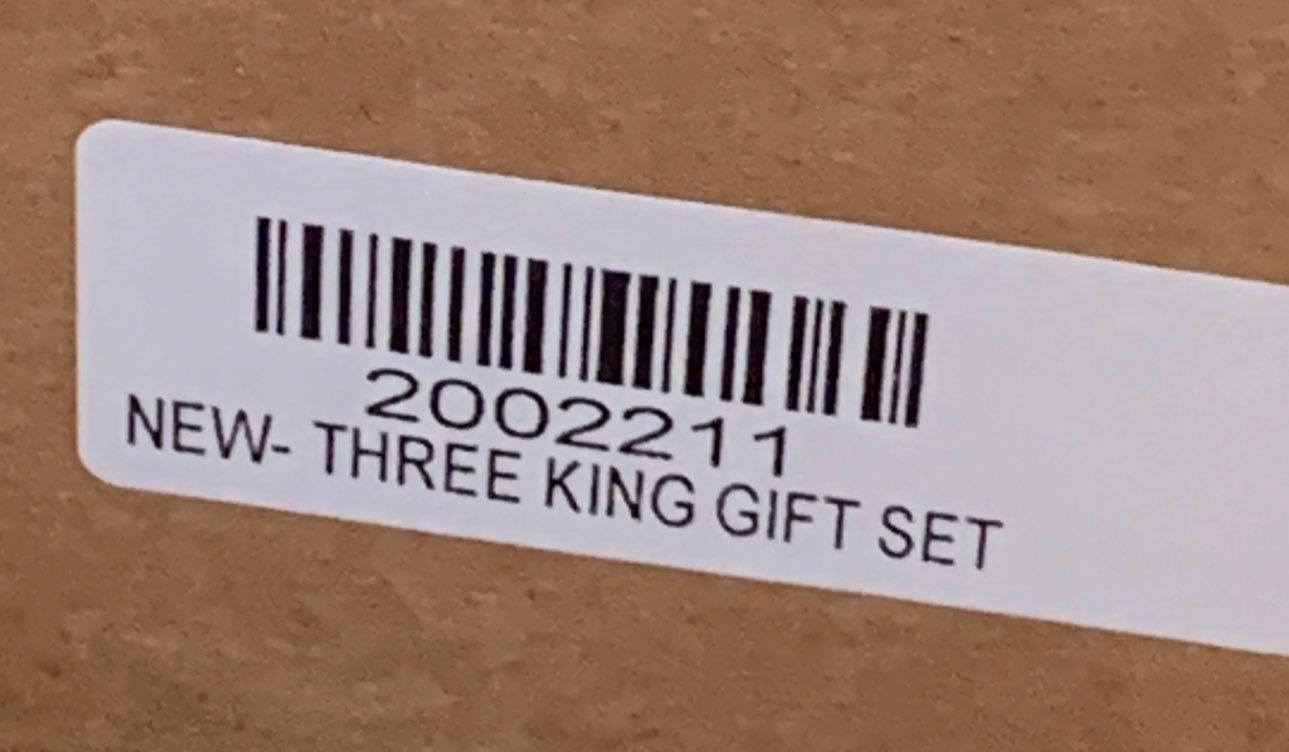 2002211
NEW- THREE KING GIFT SET